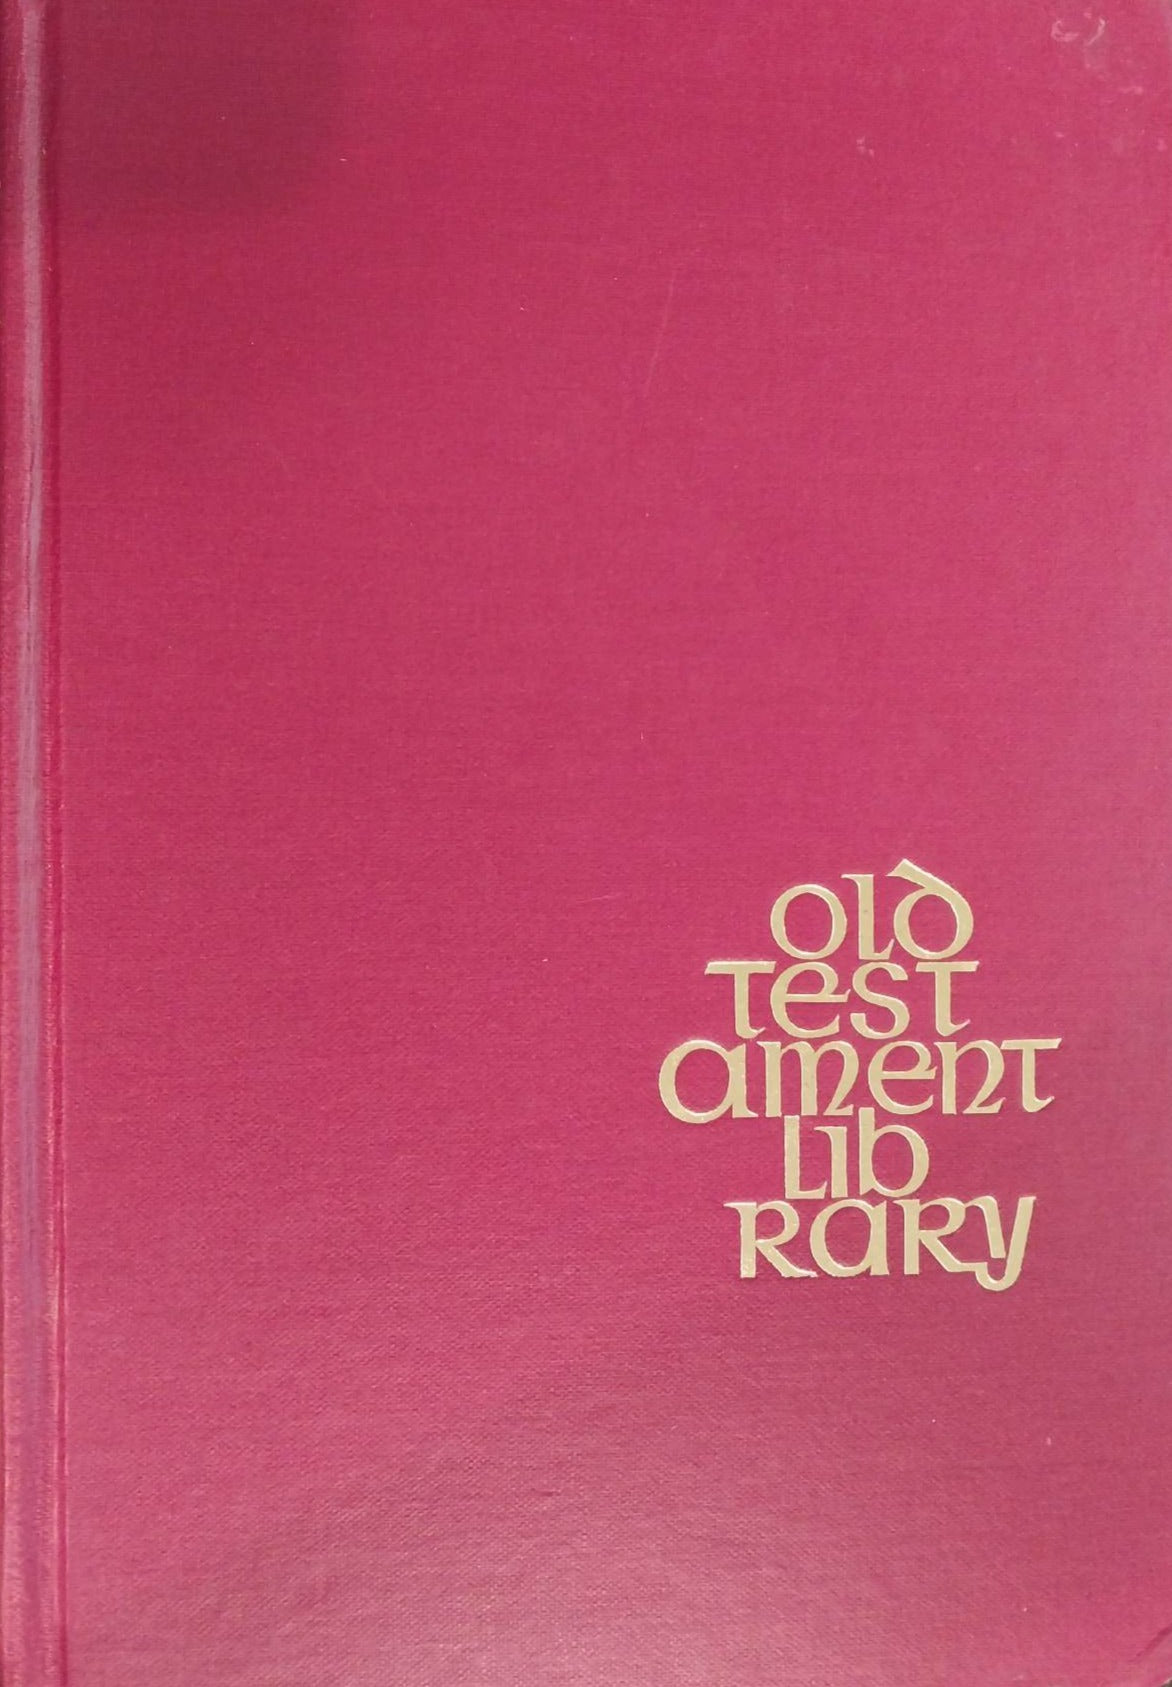 old
test
ament
lib
rary